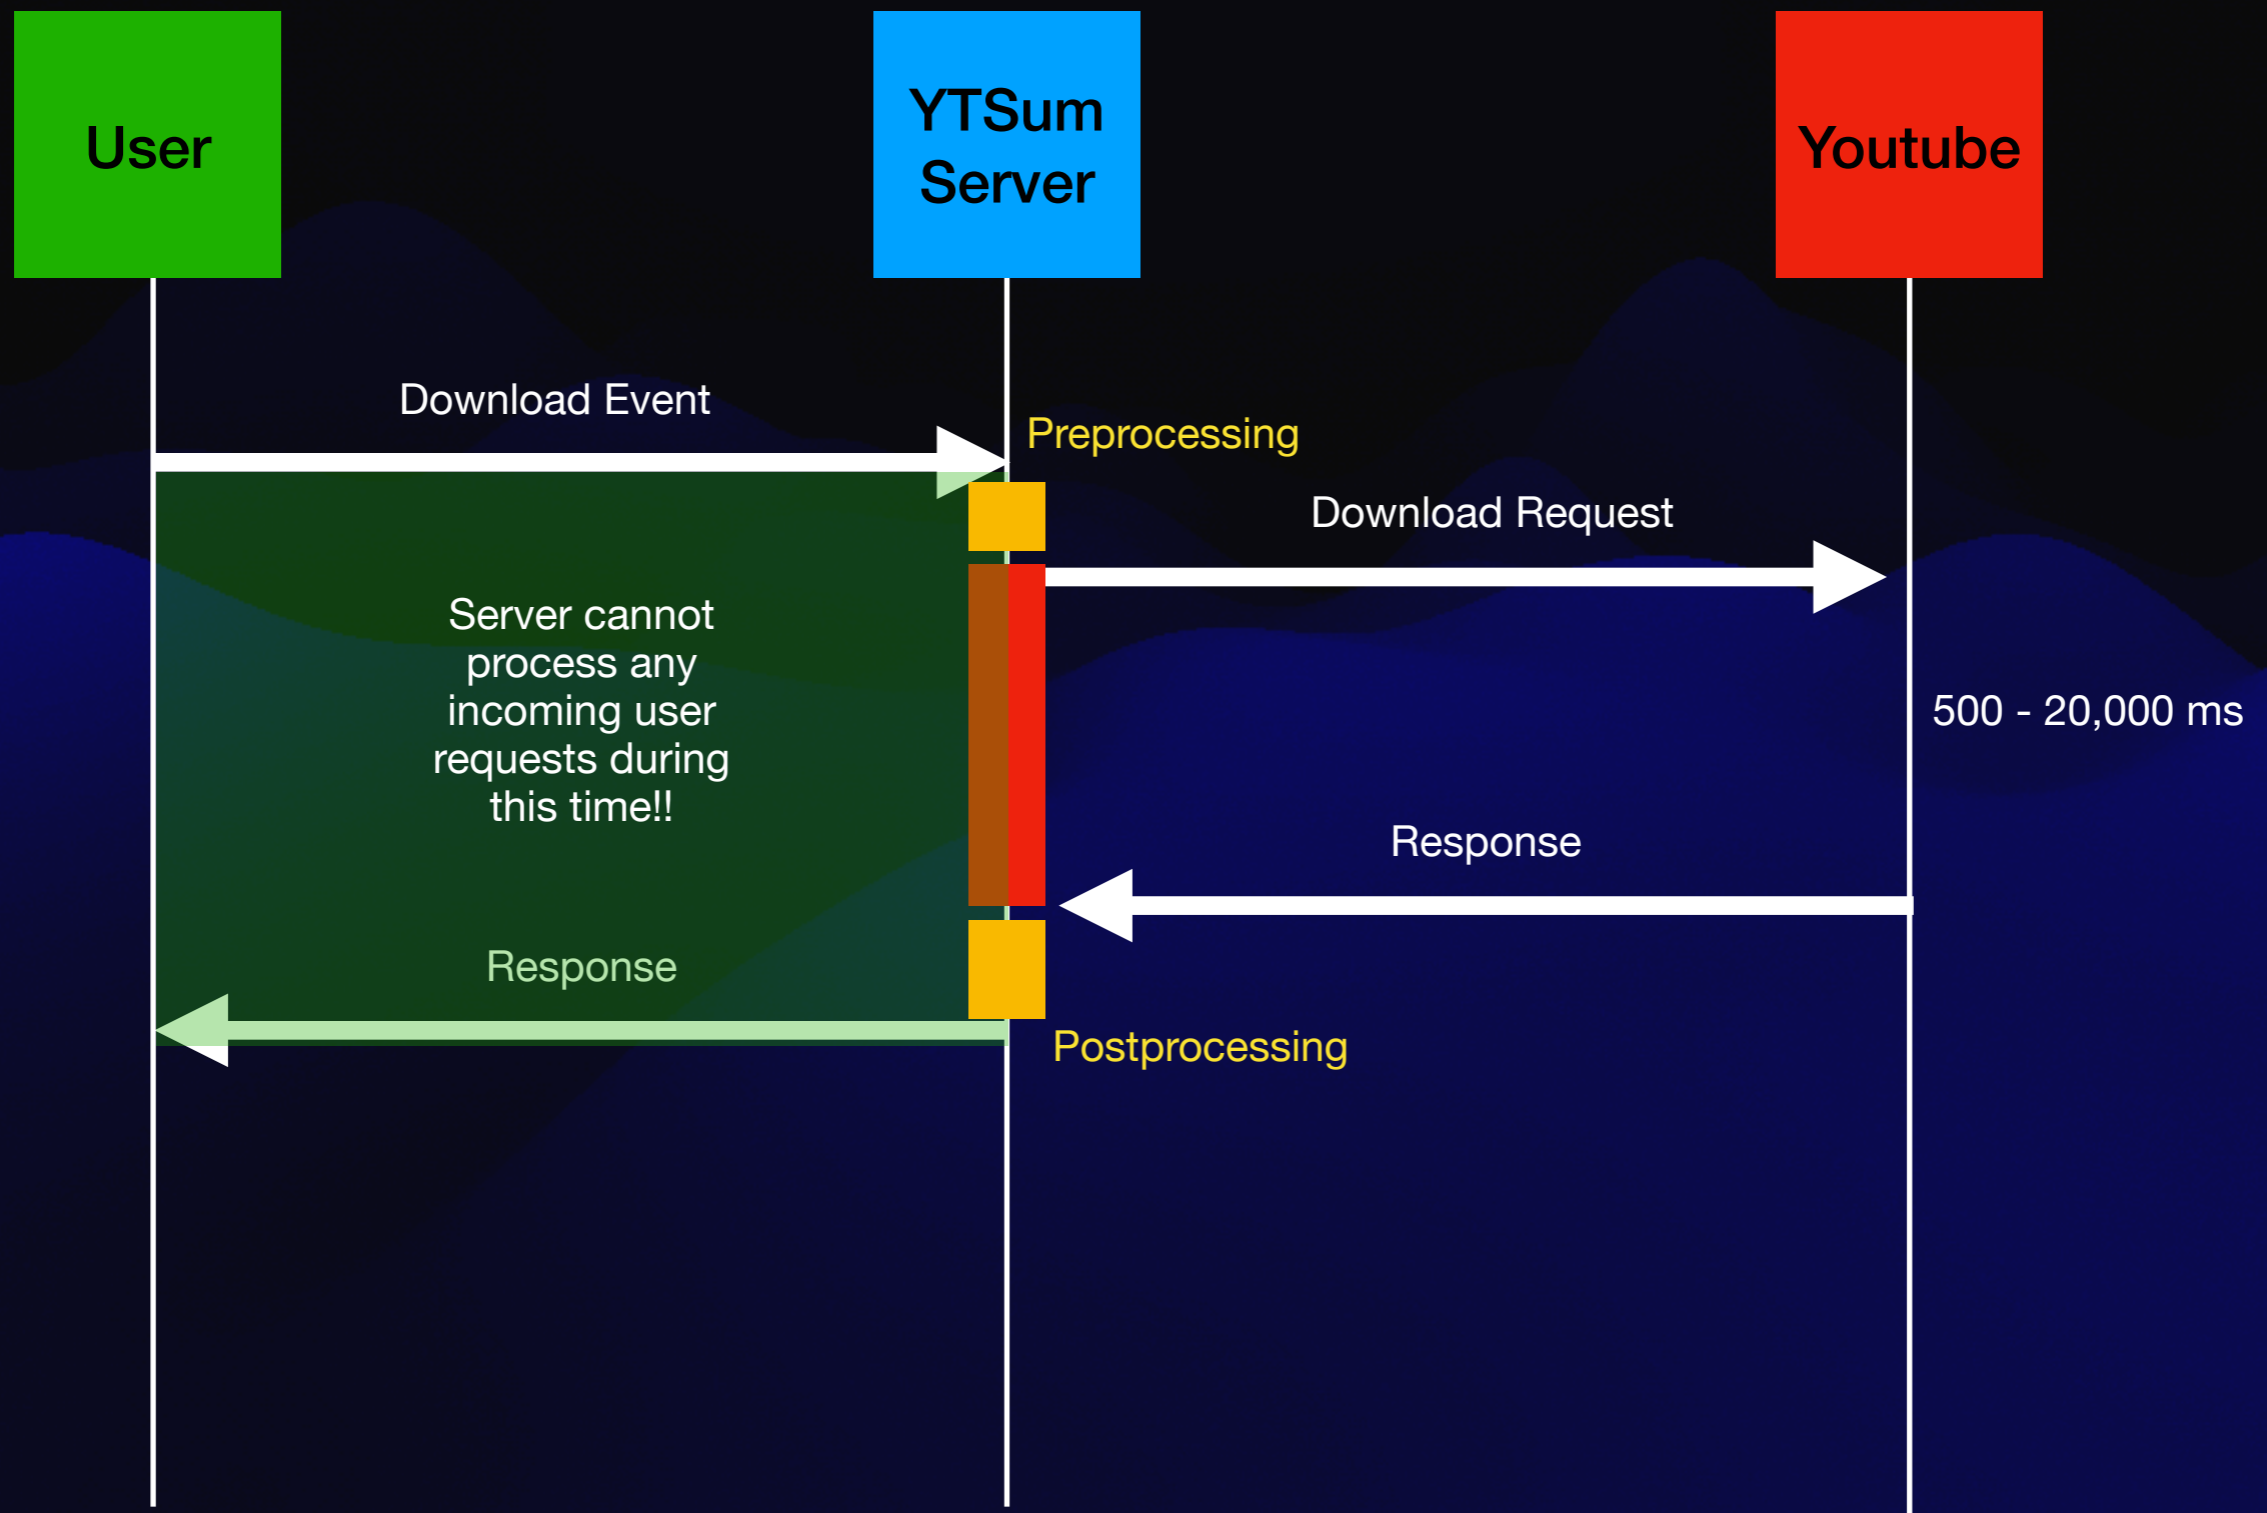 User
YTSum
Server
Youtube
Download Event
Preprocessing
Download Request
Server cannot
process any
incoming user
requests during
this time!!
500 - 20,000 ms
Response
Response
Postprocessing